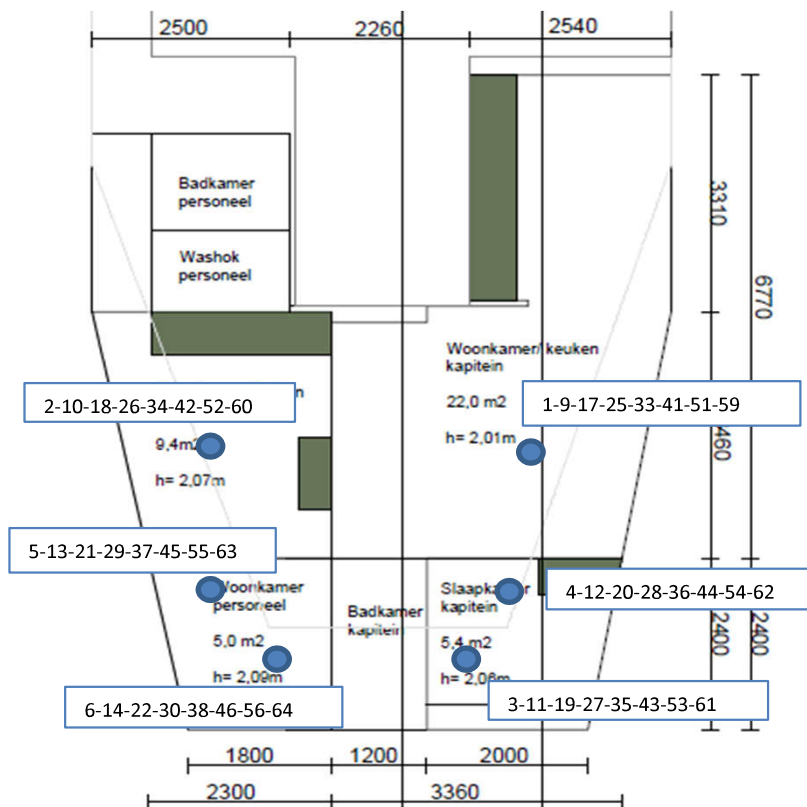 2500
2260
2540
Badkamer
personeel
Washok
personeel
3310
6770
Woonkamer/ keuken
kapitein
22,0 m2
h= 2,01m
2-10-18-26-34-42-52-60
1-9-17-25-33-41-51-59
9,4m2
h= 2,07m
460
5-13-21-29-37-45-55-63
Woonkamer
personeel
5,0 m2
h= 2,09m
Badkamer
kapitein
Slaapkamer
kapitein
5,4 m2
h= 2,06m
4-12-20-28-36-44-54-62
2400
2400
6-14-22-30-38-46-56-64
3-11-19-27-35-43-53-61
1800
1200
2000
2300
3360